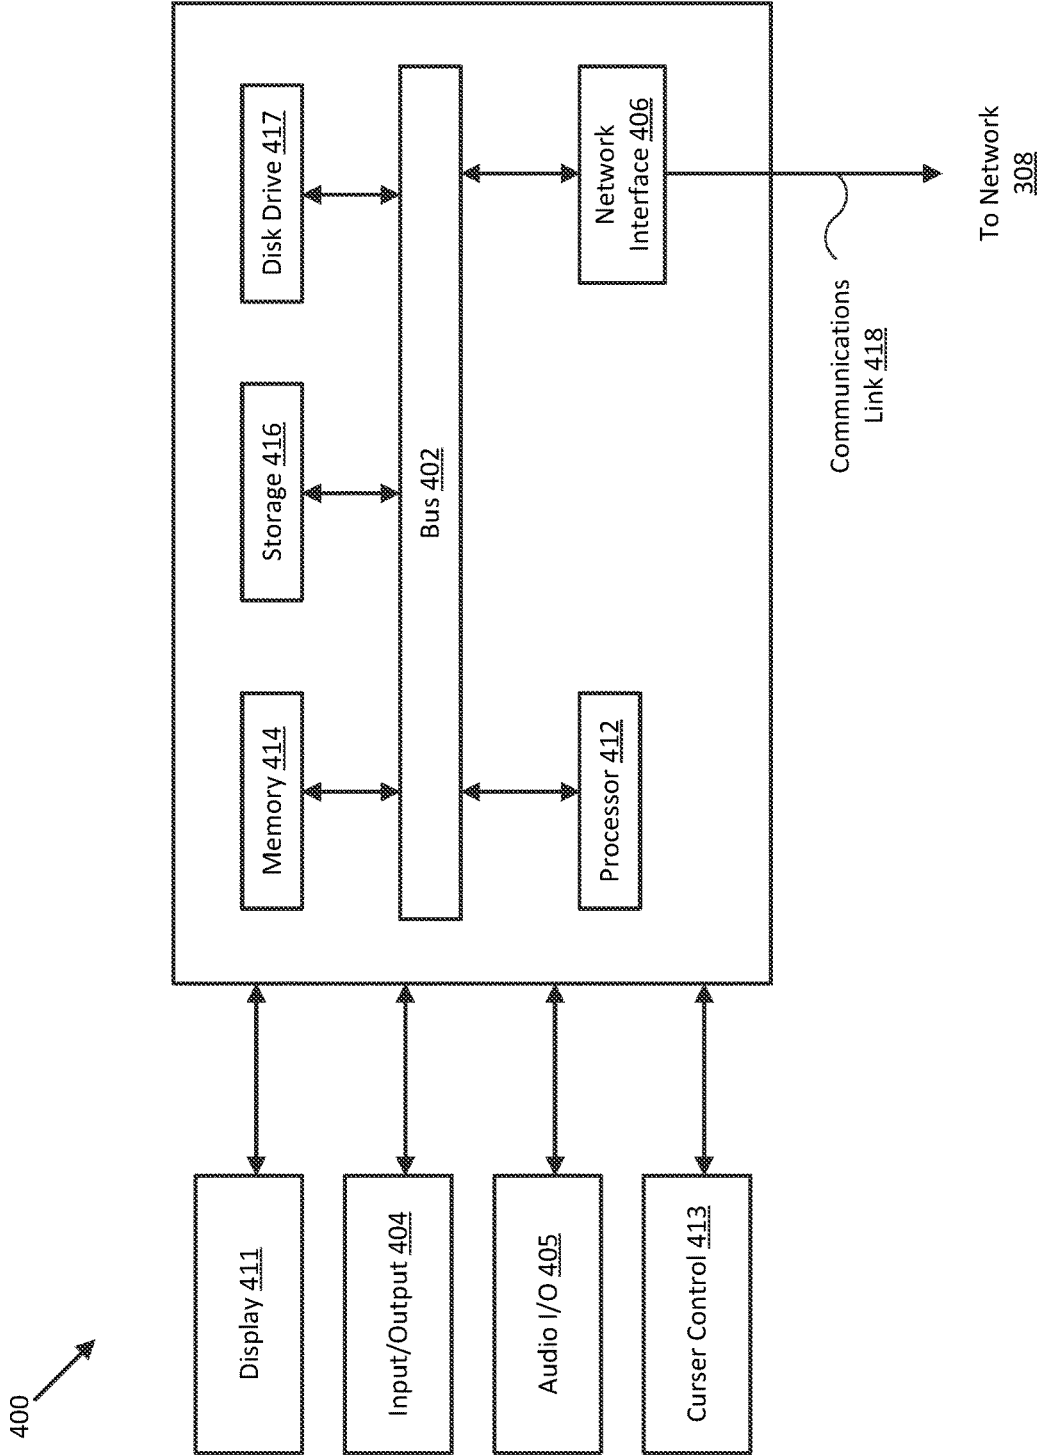 400
Display 411
Input/Output 404
Audio I/O 405
Curser Control 413
Memory 414
Storage 416
Disk Drive 417
Bus 402
Processor 412
Network
Interface 406
Communications
Link 418
To Network
308